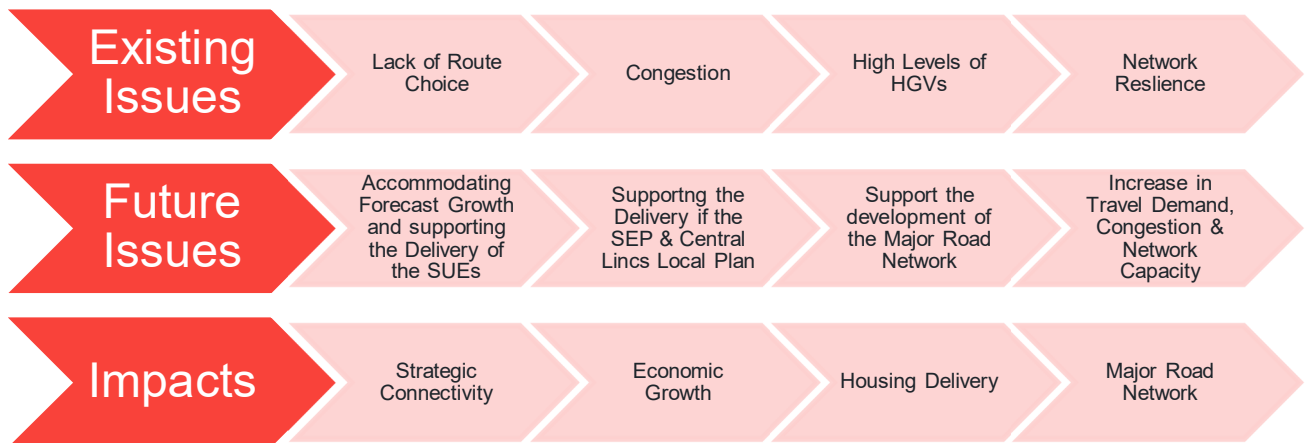 Existing
Issues
Lack of Route
Choice
Congestion
High Levels of
HGVs
Network
Reslience
Future
Issues
Accommodating
Forecast Growth
and supporting
the Delivery of
the SUEs
Supportng the
Delivery if the
SEP & Central
Lincs Local Plan
Support the
development of
the Major Road
Network
Increase in
Travel Demand,
Congestion &
Network
Capacity
Impacts
Strategic
Connectivity
Economic
Growth
Housing Delivery
Major Road
Network